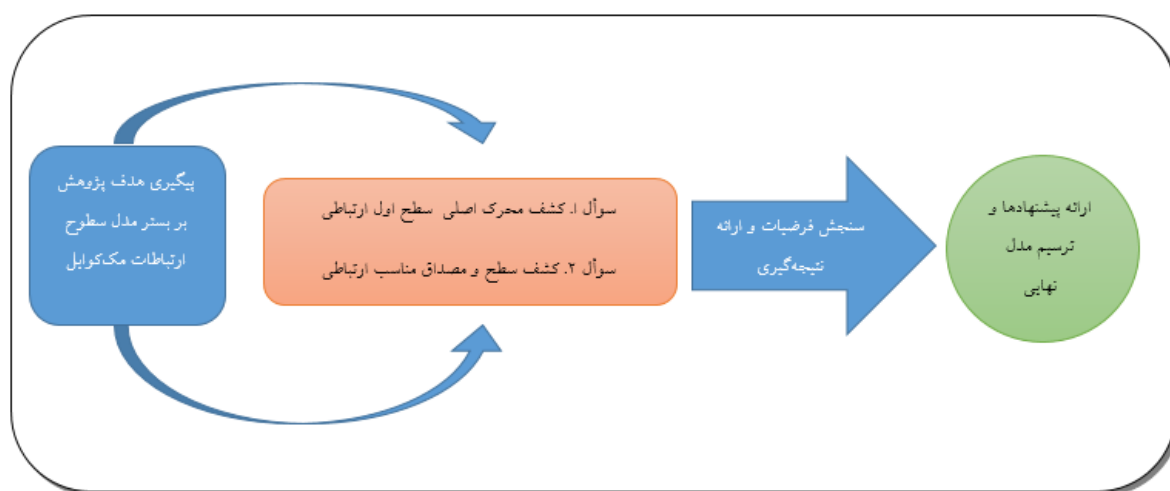 پیگیری هدف پژوهش
بر بستر مدل سطوح
ارتباطات مک‌کوایل
سوأل ۱. کشف محرک اصلی سطح اول ارتباطی
سوأل ۲. کشف سطح و مصداق مناسب ارتباطی
سنجش فرضیات و ارائه
نتیجه‌گیری
ارائه پیشنهادها و
ترسیم مدل
نهایی